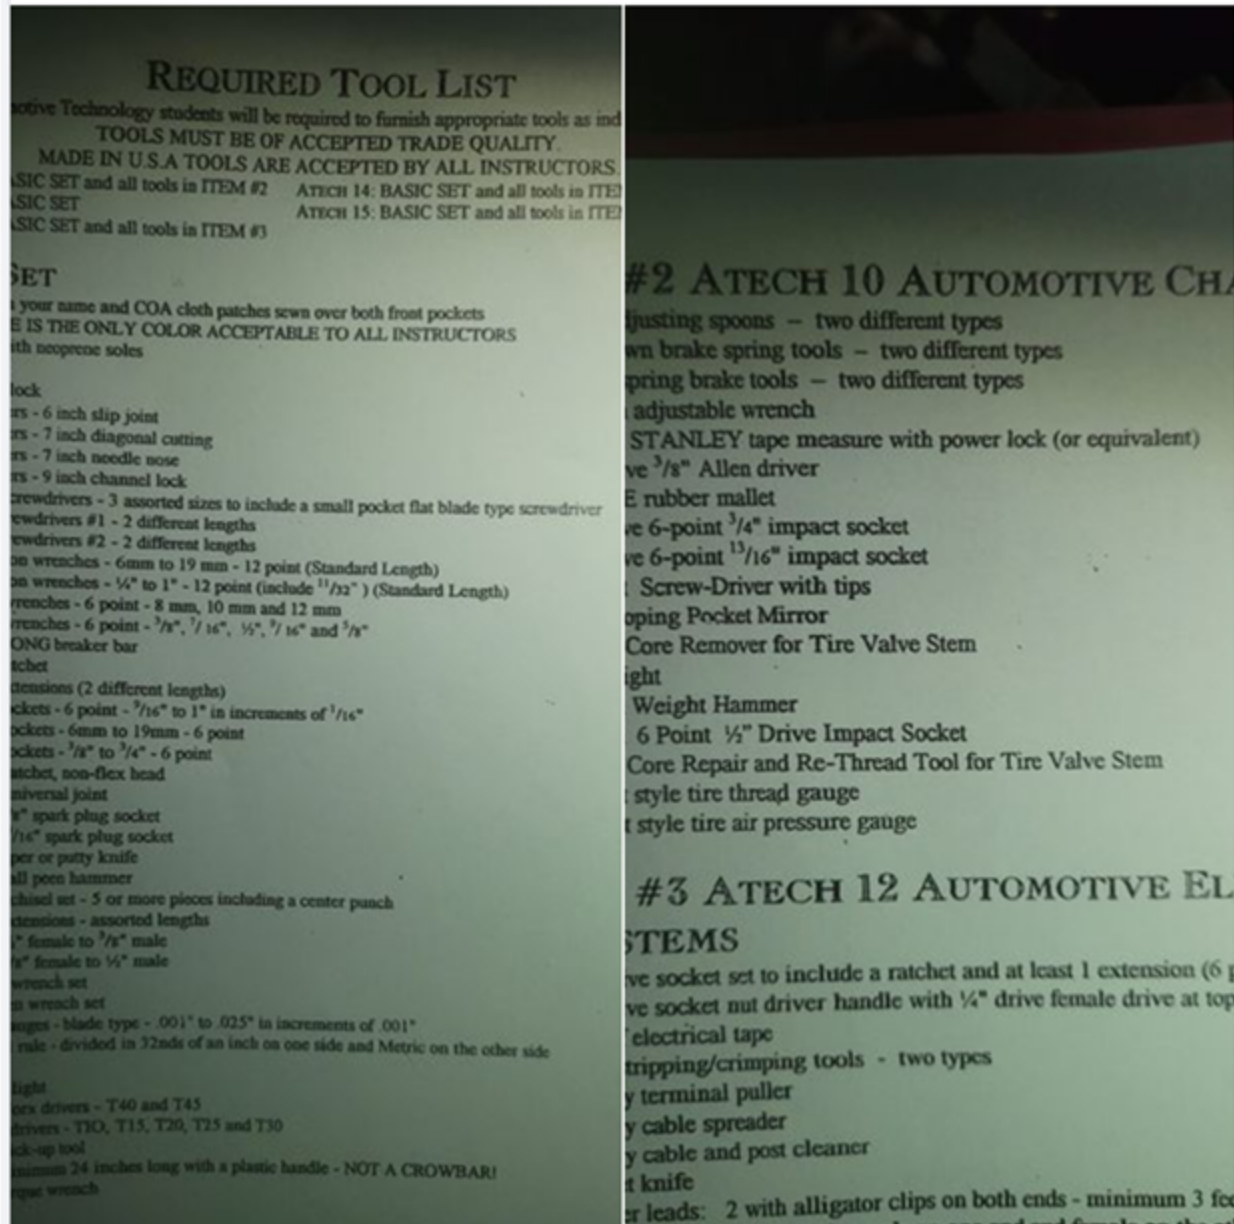 REQUIRED TOOL LIST
otive Technology students will be required to furnish appropriate tools as ind
TOOLS MUST BE OF ACCEPTED TRADE QUALITY.
MADE IN U.S.A TOOLS ARE ACCEPTED BY ALL INSTRUCTORS.
ASIC SET and all tools in ITEM #2 ATECH 14: BASIC SET and all tools in ITE
ASIC SET ATECH 15: BASIC SET and all tools in ITE
ASIC SET and all tools in ITEM #3
SET
your name and COA cloth patches sewn over both front pockets
E IS THE ONLY COLOR ACCEPTABLE TO ALL INSTRUCTORS
ith neoprene soles
lock
rs - 6 inch slip joint
rs - 7 inch diagonal cutting
rs - 7 inch needle nose
rs - 9 inch channel lock
crewdrivers - 3 assorted sizes to include a small pocket flat blade type screwdriver
ewdrivers #1 - 2 different lengths
ewdrivers #2 - 2 different lengths
on wrenches - 6mm to 19 mm - 12 point (Standard Length)
on wrenches - ¼" to 1" - 12 point (include 11/32" ) (Standard Length)
wrenches - 6 point - 8 mm, 10 mm and 12 mm
wrenches - 6 point - 3/8", 7/16", ½", 9/16" and 5/8"
ONG breaker bar
tchet
tensions (2 different lengths)
ckets - 6 point - 9/16" to 1" in increments of 1/16"
ockets - 6mm to 19mm - 6 point
ockets - 3/8" to 3/4" - 6 point
atchet, non-flex head
niversal joint
8" spark plug socket
/16" spark plug socket
per or putty knife
all peen hammer
chisel set - 5 or more pieces including a center punch
tensions - assorted lengths
" female to 3/8" male
/8" female to ½" male
wrench set
n wrench set
auges - blade type - .001" to .025" in increments of .001"
rule - divided in 32nds of an inch on one side and Metric on the other side
light
orx drivers - T40 and T45
drivers - T10, T15, T20, T25 and T30
ick-up tool
inimum 24 inches long with a plastic handle - NOT A CROWBAR!
rque wrench
#2 ATECH 10 AUTOMOTIVE CHA
djusting spoons – two different types
wn brake spring tools – two different types
pring brake tools – two different types
adjustable wrench
STANLEY tape measure with power lock (or equivalent)
ve 3/8" Allen driver
E rubber mallet
ve 6-point 3/4" impact socket
ve 6-point 13/16" impact socket
Screw-Driver with tips
oping Pocket Mirror
Core Remover for Tire Valve Stem
ight
Weight Hammer
6 Point ½" Drive Impact Socket
Core Repair and Re-Thread Tool for Tire Valve Stem
style tire thread gauge
t style tire air pressure gauge
#3 ATECH 12 AUTOMOTIVE EL
STEMS
ve socket set to include a ratchet and at least 1 extension (6 p
ve socket nut driver handle with ¼" drive female drive at top
electrical tape
tripping/crimping tools - two types
y terminal puller
y cable spreader
y cable and post cleaner
t knife
er leads: 2 with alligator clips on both ends - minimum 3 fee